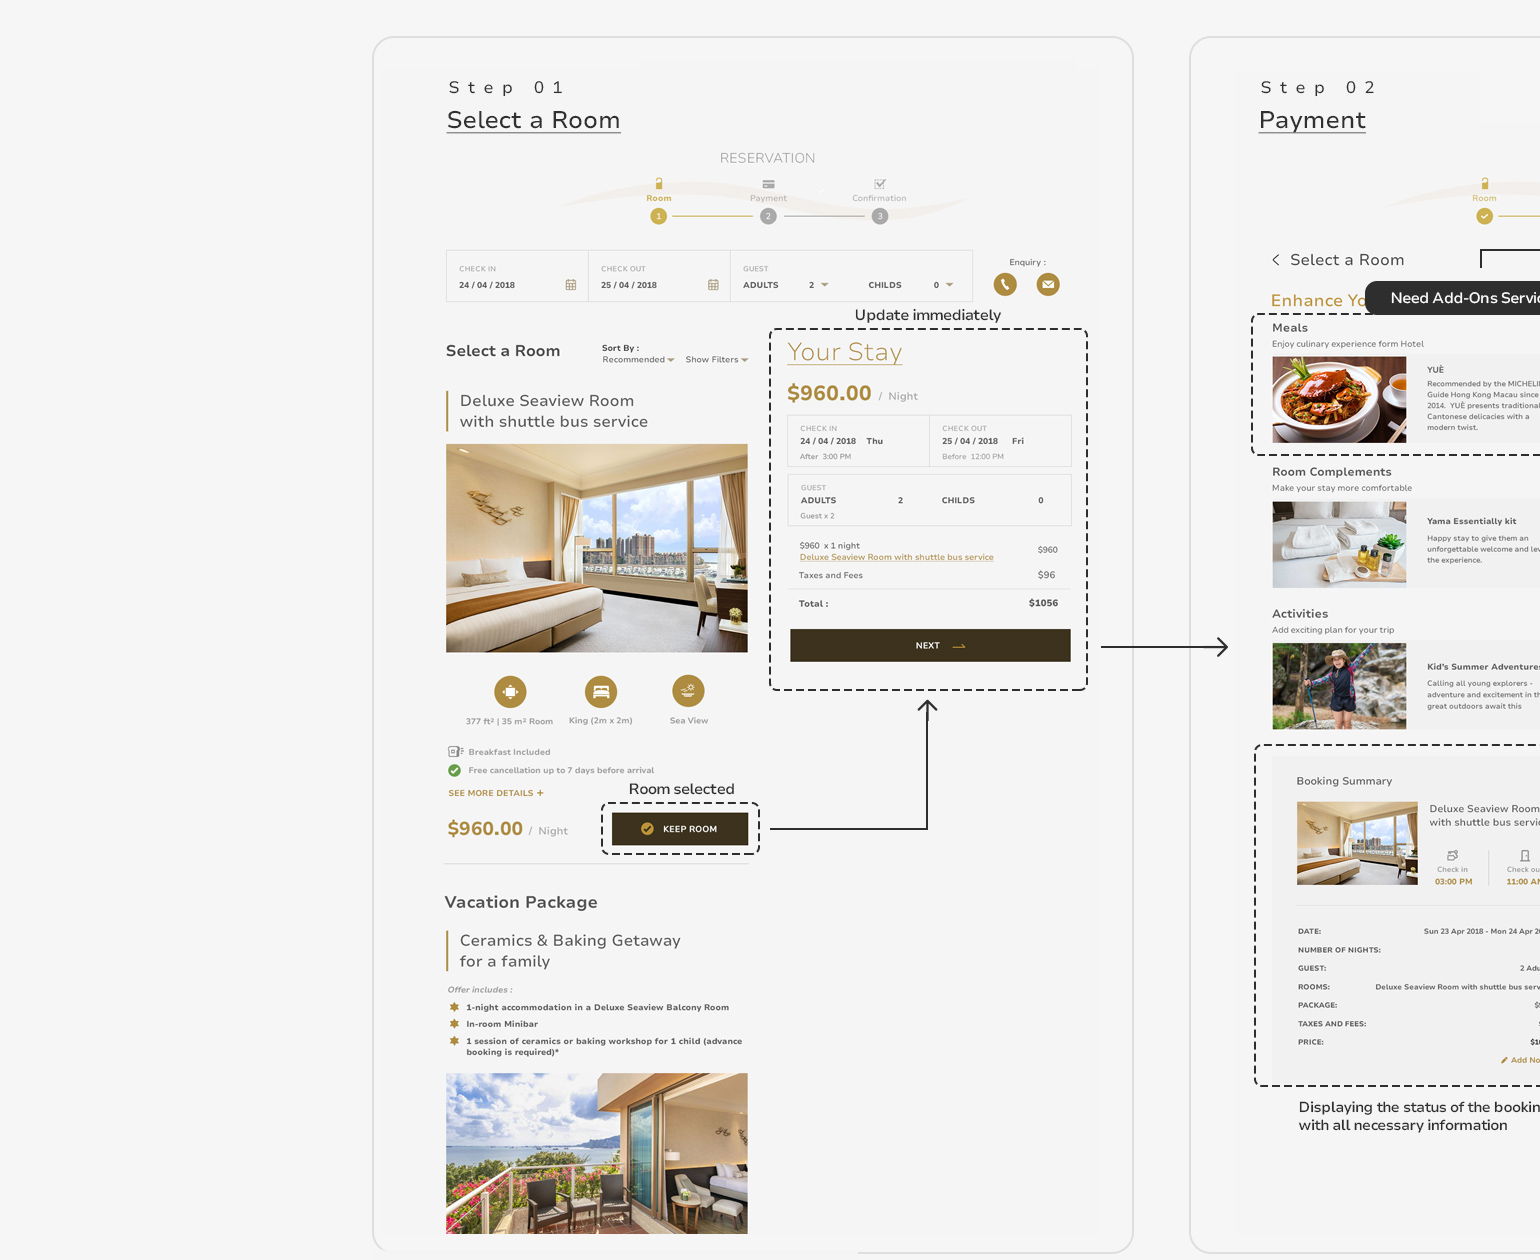 Step 01
Select a Room
RESERVATION
Room
Payment
Confirmation
1
2
3
CHECK IN
24 / 04 / 2018
CHECK OUT
25 / 04 / 2018
GUEST
ADULTS 2 CHILDS 0
Enquiry :
Update immediately
Select a Room
Sort By :
Recommended Show Filters
Deluxe Seaview Room
with shuttle bus service
377 ft² | 35 m² Room
King (2m x 2m)
Sea View
Breakfast Included
Free cancellation up to 7 days before arrival
SEE MORE DETAILS +
Room selected
$960.00 / Night
KEEP ROOM
Your Stay
$960.00 / Night
CHECK IN
24 / 04 / 2018 Thu
After 3:00 PM
CHECK OUT
25 / 04 / 2018 Fri
Before 12:00 PM
GUEST
ADULTS 2 CHILDS 0
Guest x 2
$960 x 1 night
Deluxe Seaview Room with shuttle bus service
$960
Taxes and Fees $96
Total : $1056
NEXT
Vacation Package
Ceramics & Baking Getaway
for a family
Offer includes :
1-night accommodation in a Deluxe Seaview Balcony Room
In-room Minibar
1 session of ceramics or baking workshop for 1 child (advance
booking is required)*
Step 02
Payment
Room
Select a Room
Enhance Yo
Need Add-Ons Servic
Meals
Enjoy culinary experience form Hotel
YUÈ
Recommended by the MICHELI
Guide Hong Kong Macau since
2014. YUÈ presents traditional
Cantonese delicacies with a
modern twist.
Room Complements
Make your stay more comfortable
Yama Essentially kit
Happy stay to give them an
unforgettable welcome and lev
the experience.
Activities
Add exciting plan for your trip
Kid's Summer Adventures
Calling all young explorers -
adventure and excitement in th
great outdoors await this
Booking Summary
Deluxe Seaview Room
with shuttle bus servic
Check in
03:00 PM
Check ou
11:00 AM
DATE: Sun 23 Apr 2018 - Mon 24 Apr 20
NUMBER OF NIGHTS:
GUEST: 2 Adu
ROOMS: Deluxe Seaview Room with shuttle bus serv
PACKAGE:
TAXES AND FEES:
PRICE: $10
Add No
Displaying the status of the bookin
with all necessary information